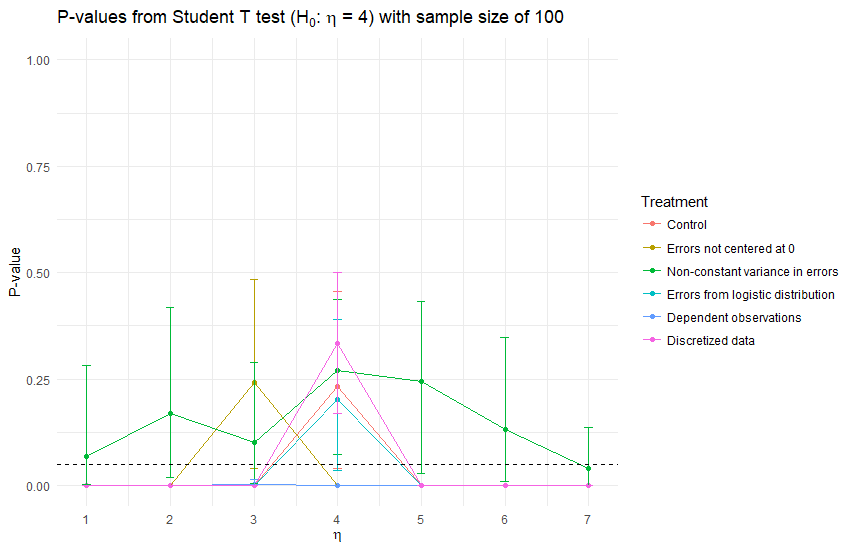 P-values from Student T test (H₀: η = 4) with sample size of 100
P-value
1.00
0.75
0.50
0.25
0.00
1 2 3 4 5 6 7
η
Treatment
Control
Errors not centered at 0
Non-constant variance in errors
Errors from logistic distribution
Dependent observations
Discretized data